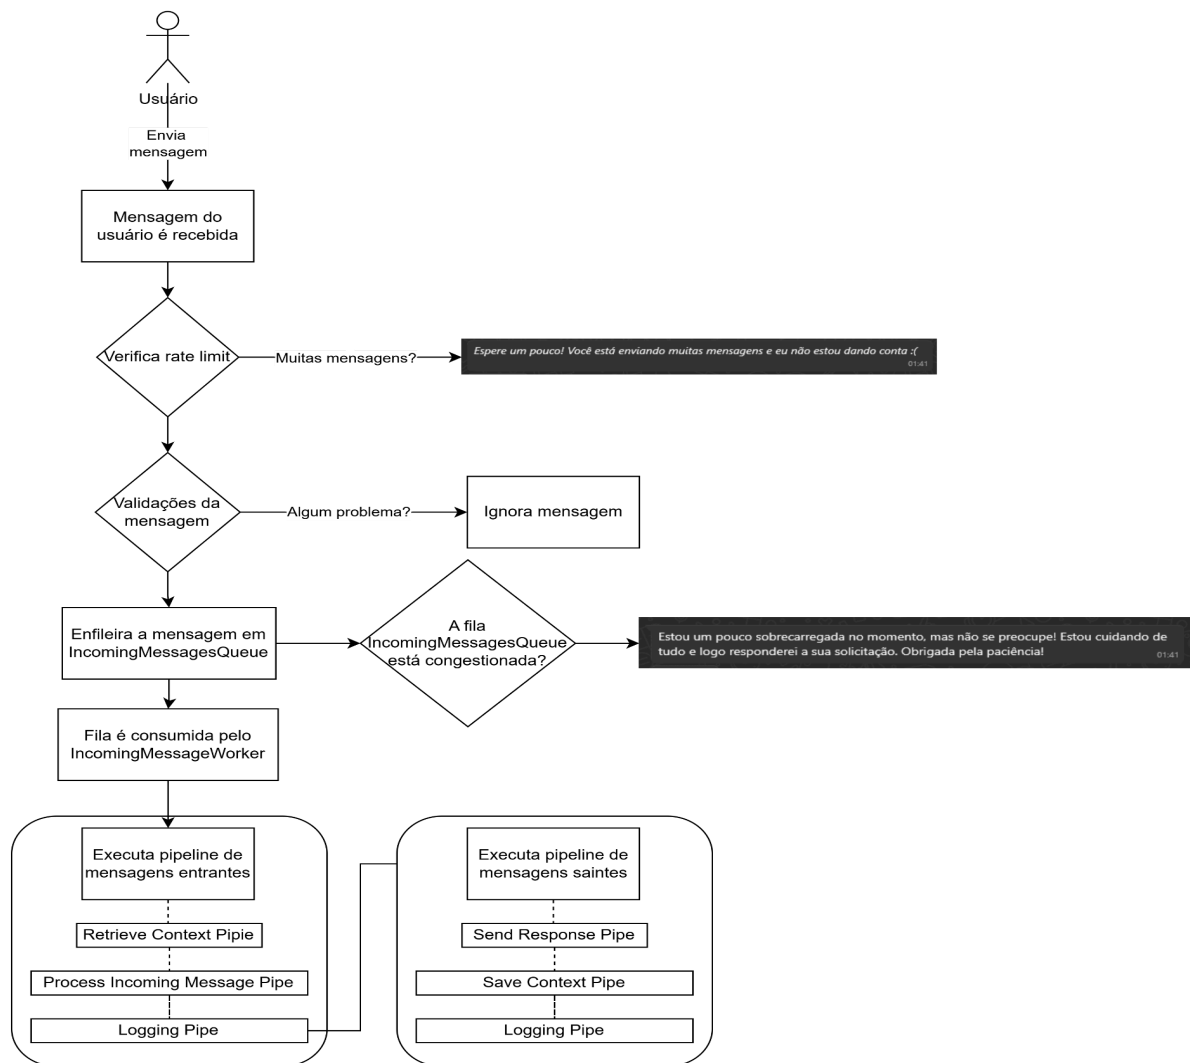 Usuário
Envia
mensagem
Mensagem do
usuário é recebida
Verifica rate limit
Muitas mensagens?
Espere um pouco! Você está enviando muitas mensagens e eu não estou dando conta :(
01:41
Validações da
mensagem
Algum problema?
Ignora mensagem
Enfileira a mensagem em
IncomingMessagesQueue
A fila
IncomingMessagesQueue
está congestionada?
Estou um pouco sobrecarregada no momento, mas não se preocupe! Estou cuidando de
tudo e logo responderei a sua solicitação. Obrigada pela paciência!
01:41
Fila é consumida pelo
IncomingMessageWorker
Executa pipeline de
mensagens entrantes
Retrieve Context Pipie
Process Incoming Message Pipe
Logging Pipe
Executa pipeline de
mensagens saintes
Send Response Pipe
Save Context Pipe
Logging Pipe